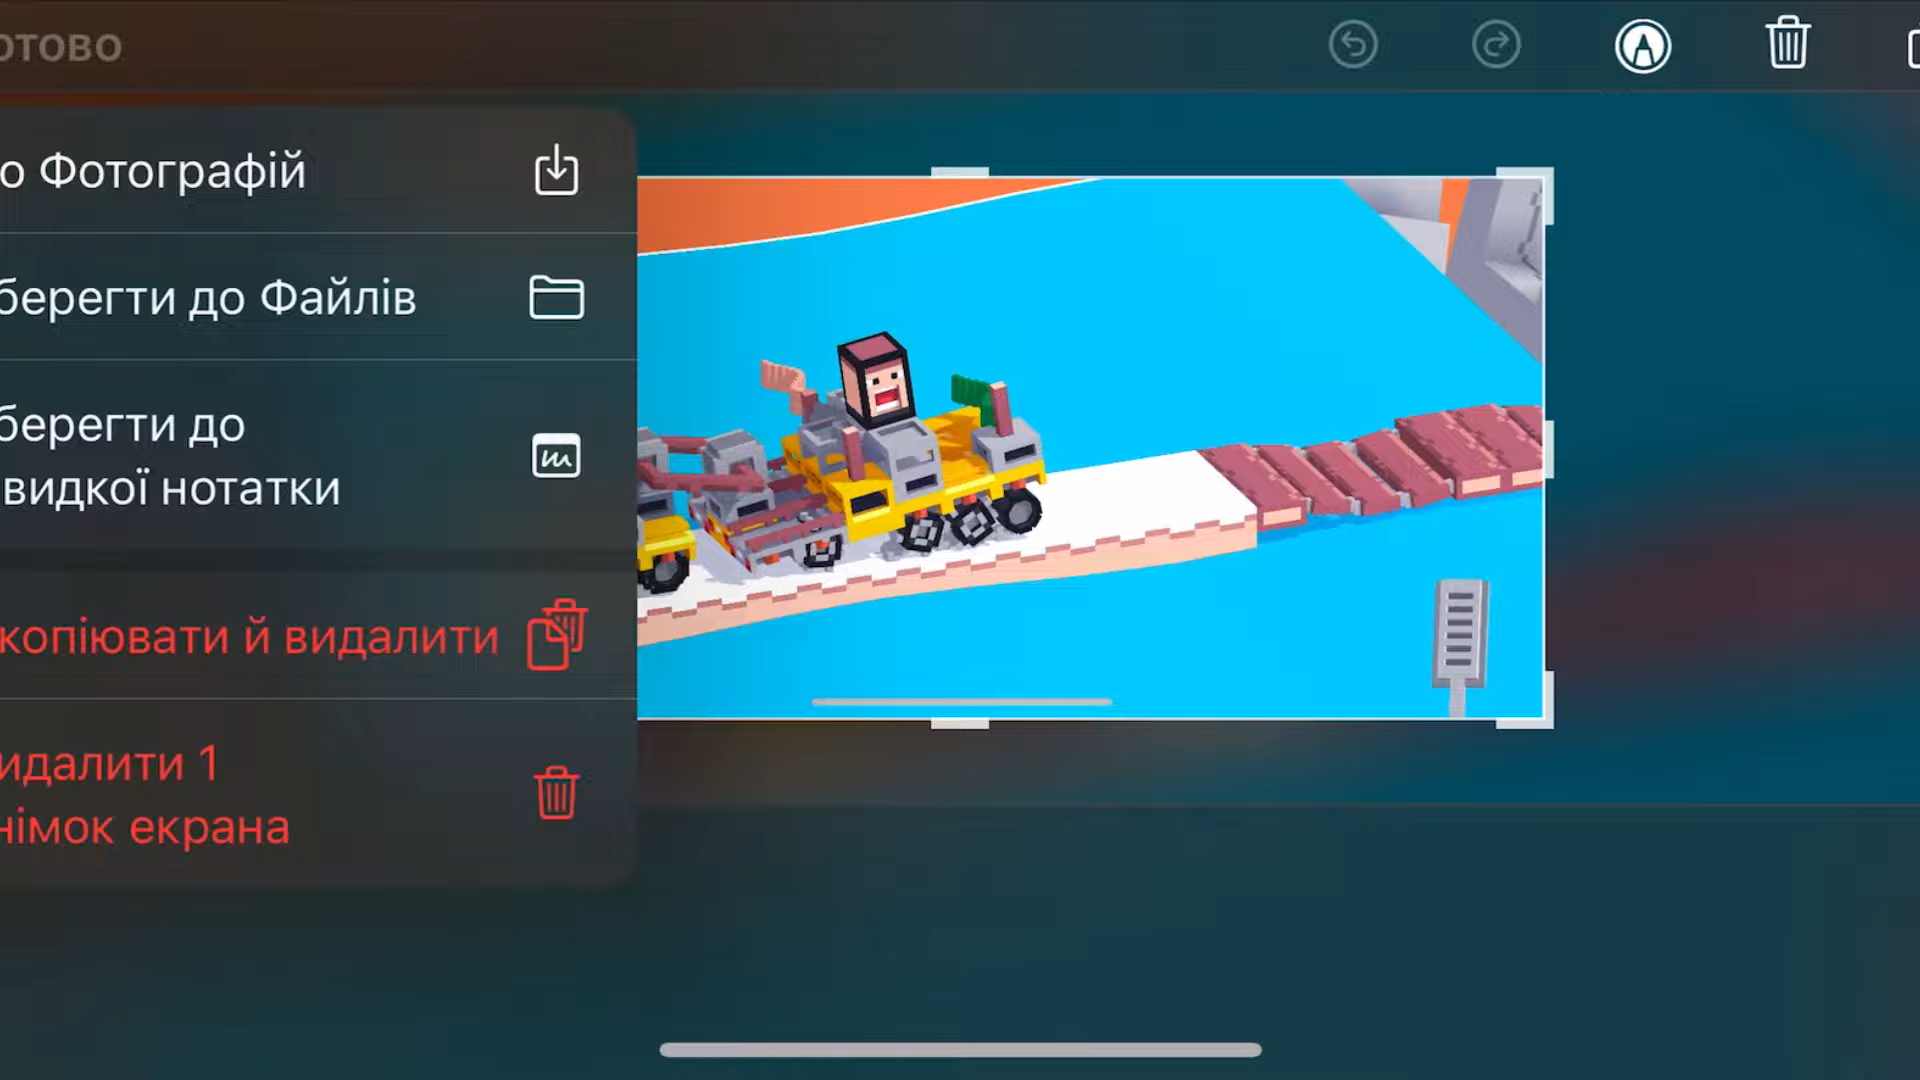 отово
о Фотографій
берегти до Файлів
берегти до
видкої нотатки
копіювати й видалити
идалити 1
німок екрана